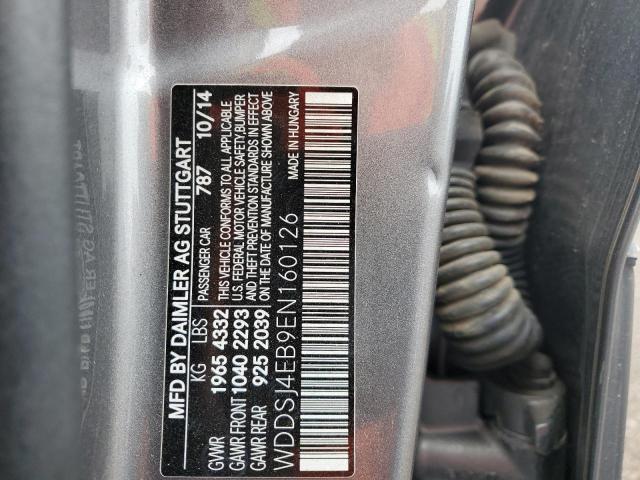 MFD BY DAIMLER AG STUTTGART
KG LBS PASSENGER CAR 787 10/14
GVWR 1965 4332 THIS VEHICLE CONFORMS TO ALL APPLICABLE
GAWR FRONT 1040 2293 U.S. FEDERAL MOTOR VEHICLE SAFETY,BUMPER
GAWR REAR 925 2039 AND THEFT PREVENTION STANDARDS IN EFFECT
ON THE DATE OF MANUFACTURE SHOWN ABOVE
WDDSJ4EB9EN160126 MADE IN HUNGARY